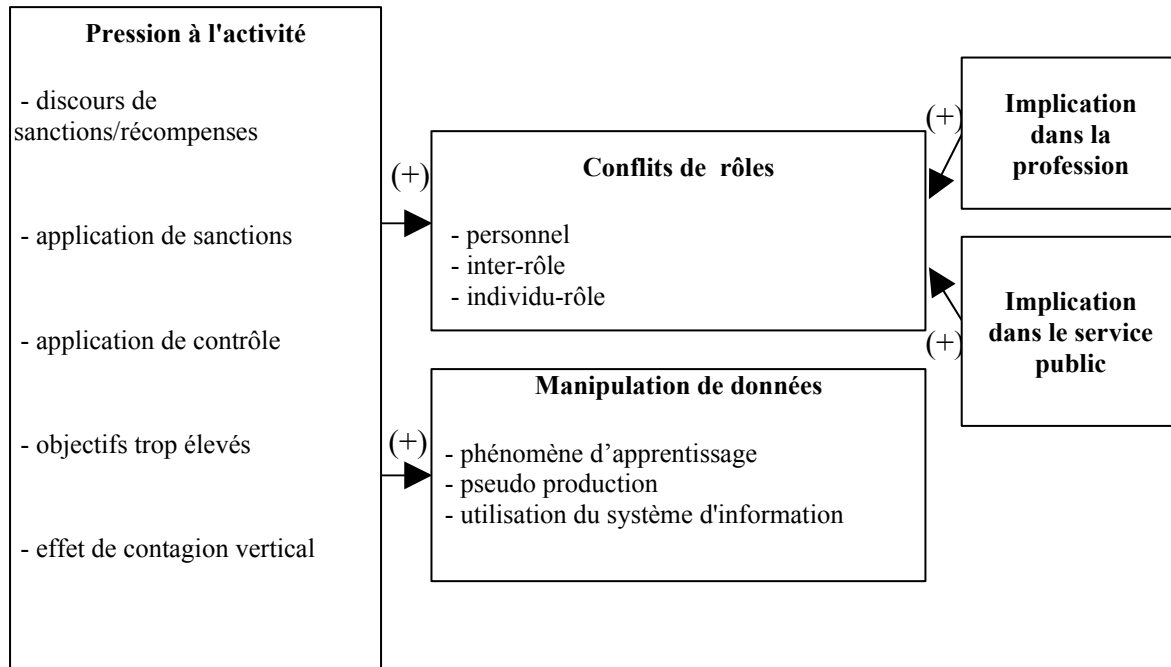 Pression à l'activité
- discours de
sanctions/récompenses
- application de sanctions
- application de contrôle
- objectifs trop élevés
- effet de contagion vertical
(+)
Conflits de rôles
- personnel
- inter-rôle
- individu-rôle
(+)
Manipulation de données
- phénomène d’apprentissage
- pseudo production
- utilisation du système d'information
(+)
Implication
dans la
profession
(+)
Implication
dans le service
public